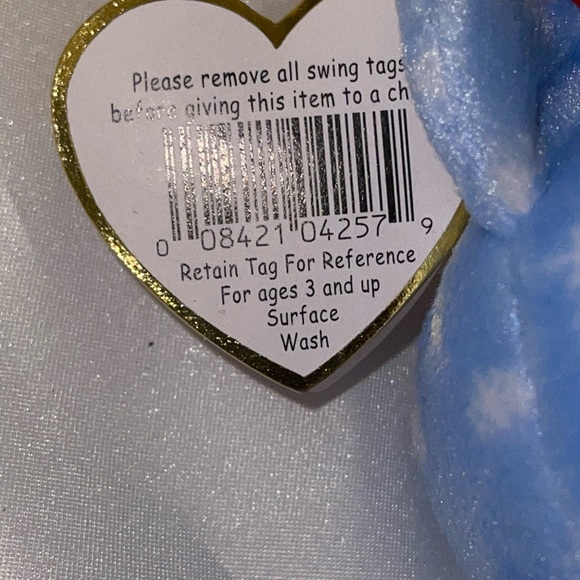 Please remove all swing tags
before giving this item to a ch
0 08421 04257 9
Retain Tag For Reference
For ages 3 and up
Surface
Wash